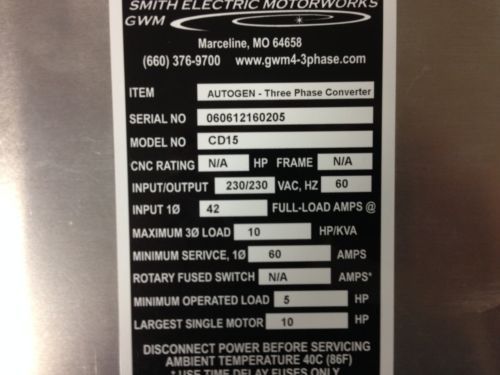 SMITH ELECTRIC MOTORWORKS
GWM
Marceline, MO 64658
(660) 376-9700 www.gwm4-3phase.com
ITEM AUTOGEN - Three Phase Converter
SERIAL NO 060612160205
MODEL NO CD15
CNC RATING N/A HP FRAME N/A
INPUT/OUTPUT 230/230 VAC, HZ 60
INPUT 1Ø 42 FULL-LOAD AMPS @
MAXIMUM 3Ø LOAD 10 HP/KVA
MINIMUM SERIVCE, 1Ø 60 AMPS
ROTARY FUSED SWITCH N/A AMPS*
MINIMUM OPERATED LOAD 5 HP
LARGEST SINGLE MOTOR 10 HP
DISCONNECT POWER BEFORE SERVICING
AMBIENT TEMPERATURE 40C (86F)
* USE TIME DELAY FUSES ONLY